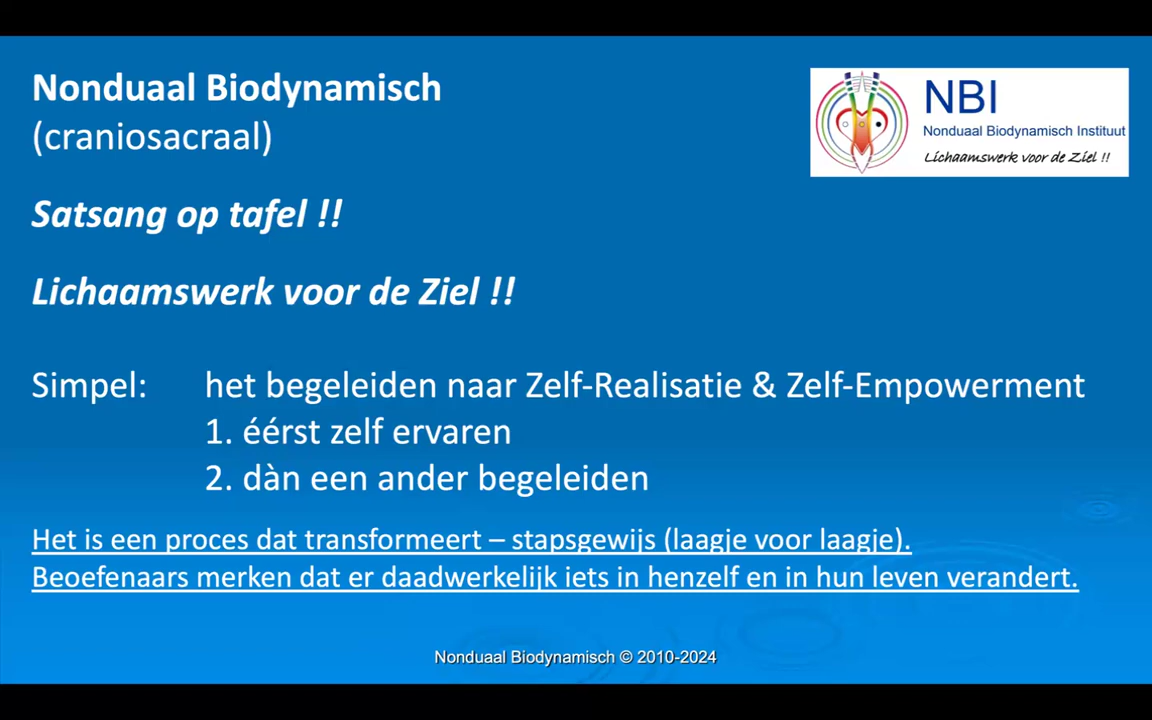 Nonduaal Biodynamisch
(craniosacraal)
NBI
Nonduaal Biodynamisch Instituut
Lichaamswerk voor de Ziel !!
Satsang op tafel !!
Lichaamswerk voor de Ziel !!
Simpel: het begeleiden naar Zelf-Realisatie & Zelf-Empowerment
1. éérst zelf ervaren
2. dàn een ander begeleiden
Het is een proces dat transformeert – stapsgewijs (laagje voor laagje).
Beoefenaars merken dat er daadwerkelijk iets in henzelf en in hun leven verandert.
Nonduaal Biodynamisch © 2010-2024